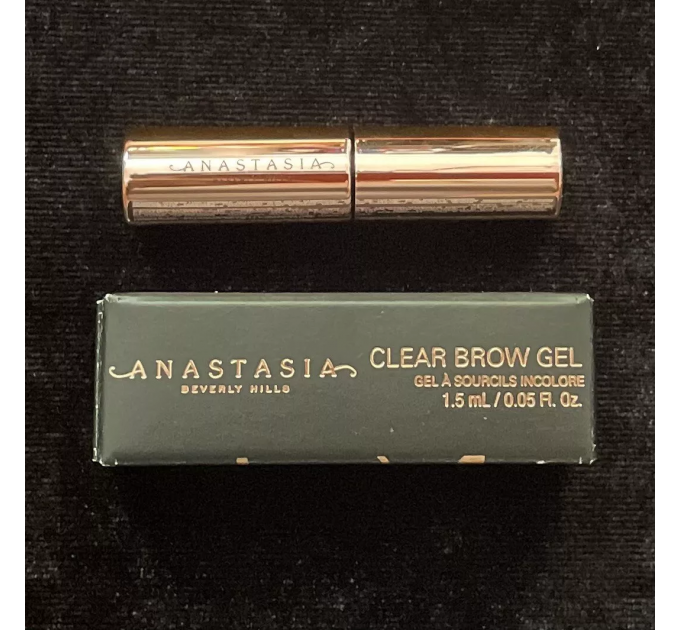 ANASTASIA
ANASTASIA
BEVERLY HILLS
CLEAR BROW GEL
GEL À SOURCILS INCOLORE
1.5 mL / 0.05 Fl. Oz.